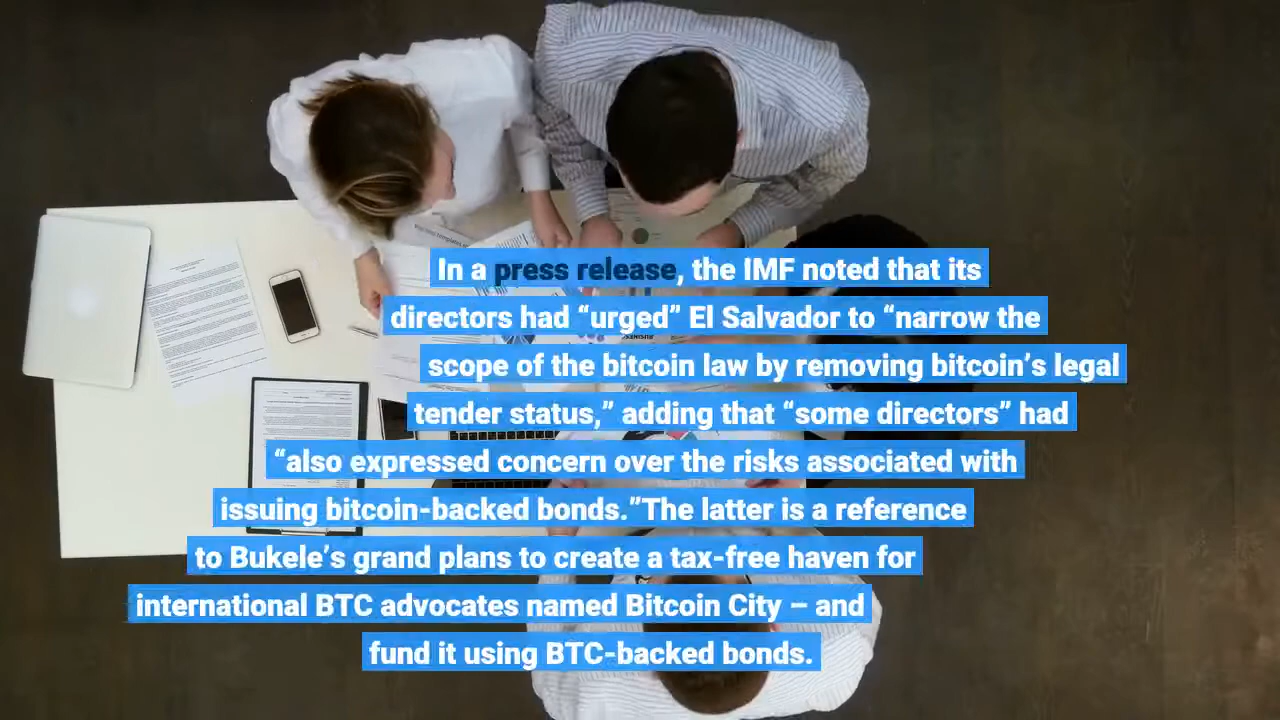 In a press release, the IMF noted that its
directors had “urged” El Salvador to “narrow the
scope of the bitcoin law by removing bitcoin’s legal
tender status,” adding that “some directors” had
“also expressed concern over the risks associated with
issuing bitcoin-backed bonds.”The latter is a reference
to Bukele’s grand plans to create a tax-free haven for
international BTC advocates named Bitcoin City – and
fund it using BTC-backed bonds.